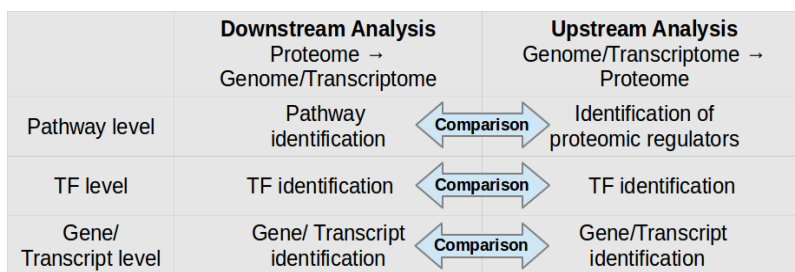 Downstream Analysis
Proteome →
Genome/Transcriptome
Upstream Analysis
Genome/Transcriptome →
Proteome
Pathway level
Pathway
identification
Comparison
Identification of
proteomic regulators
TF level
TF identification
Comparison
TF identification
Gene/
Transcript level
Gene/ Transcript
identification
Comparison
Gene/Transcript
identification